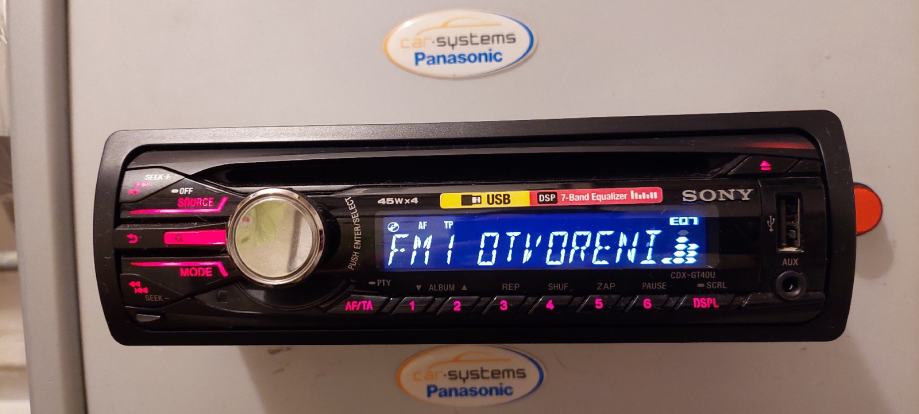 car·systems
Panasonic
SEEK+
OFF
SOURCE
MODE
SEEK-
PUSH ENTER/SELECT
45W×4
USB
DSP 7-Band Equalizer
SONY
AF TP
EQ7
FM1 OTVORENI
CDX-GT40U
AUX
PTY
ALBUM
REP
SHUF
ZAP
PAUSE
SCRL
AF/TA
1
2
3
4
5
6
DSPL
car·systems
Panasonic